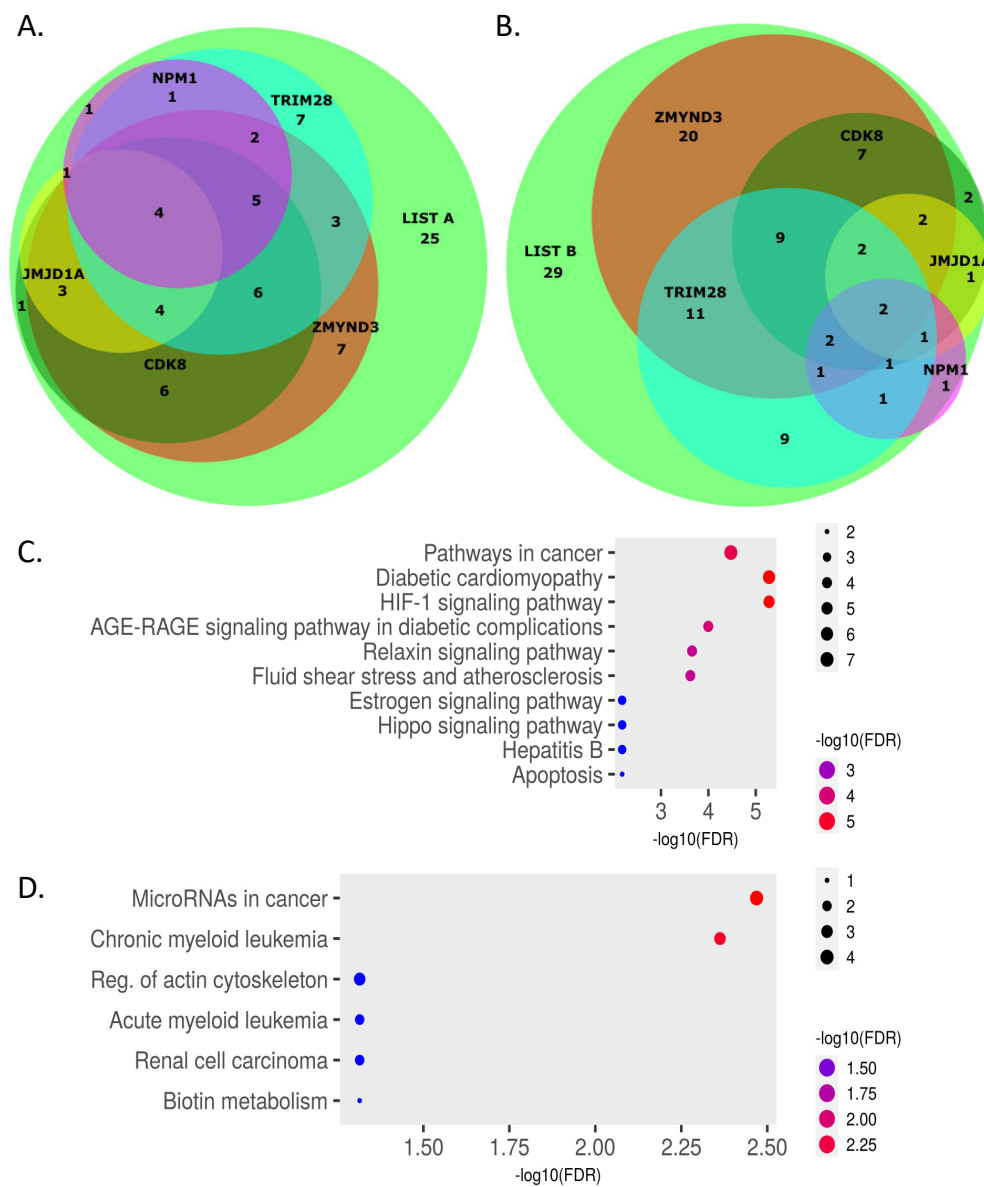 A.
B.
NPM1
1
1
TRIM28
7
2
1
4
5
3
LIST A
25
JMJD1A
3
1
4
6
ZMYND3
7
CDK8
6
ZMYND3
20
CDK8
7
2
2
9
2
LIST B
29
JMJD1A
1
TRIM28
11
2
2
1
1
1
NPM1
1
1
9
C.
Pathways in cancer
Diabetic cardiomyopathy
HIF-1 signaling pathway
AGE-RAGE signaling pathway in diabetic complications
Relaxin signaling pathway
Fluid shear stress and atherosclerosis
Estrogen signaling pathway
Hippo signaling pathway
Hepatitis B
Apoptosis
3 4 5
-log10(FDR)
2
3
4
5
6
7
-log10(FDR)
3
4
5
D.
MicroRNAs in cancer
Chronic myeloid leukemia
Reg. of actin cytoskeleton
Acute myeloid leukemia
Renal cell carcinoma
Biotin metabolism
1.50 1.75 2.00 2.25 2.50
-log10(FDR)
1
2
3
4
-log10(FDR)
1.50
1.75
2.00
2.25